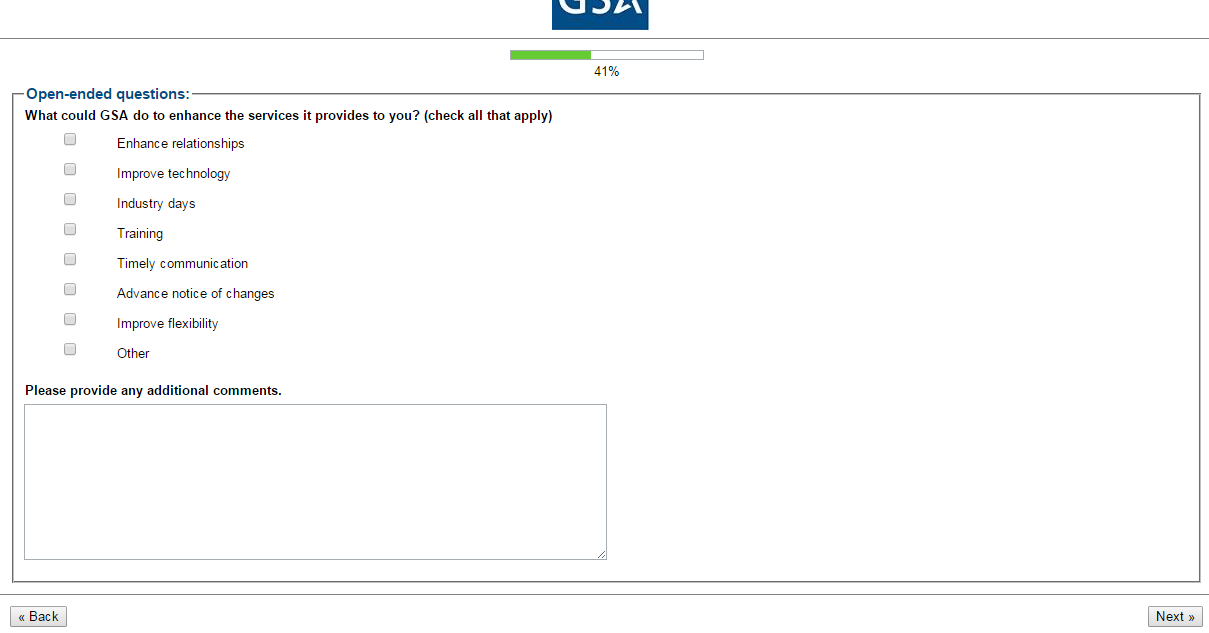 GSA
41%
Open-ended questions:
What could GSA do to enhance the services it provides to you? (check all that apply)
Enhance relationships
Improve technology
Industry days
Training
Timely communication
Advance notice of changes
Improve flexibility
Other
Please provide any additional comments.
« Back
Next »